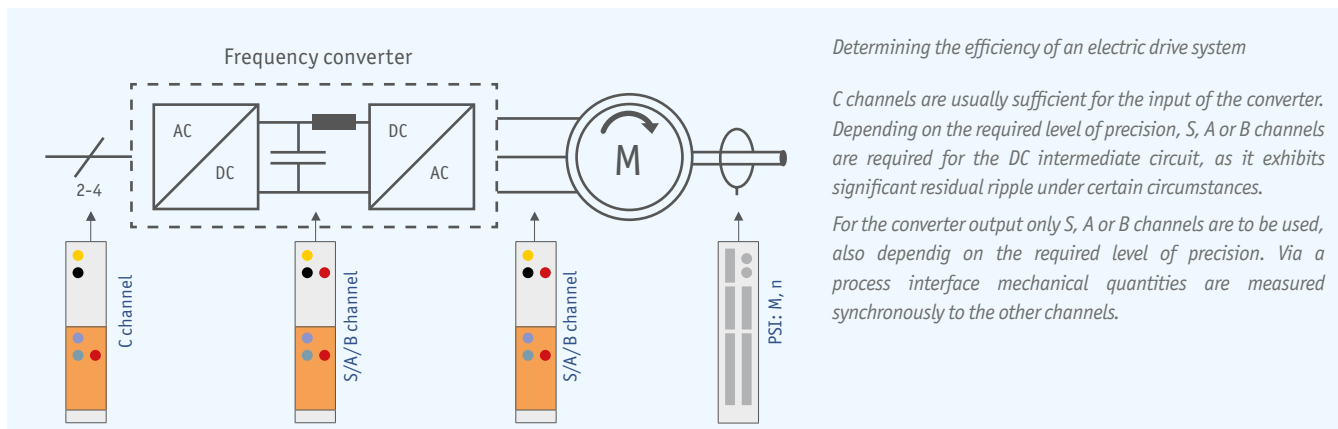 Frequency converter
AC
DC
DC
AC
M
2-4
C channel
S/A/B channel
S/A/B channel
PSI: M, n
Determining the efficiency of an electric drive system
C channels are usually sufficient for the input of the converter.
Depending on the required level of precision, S, A or B channels
are required for the DC intermediate circuit, as it exhibits
significant residual ripple under certain circumstances.
For the converter output only S, A or B channels are to be used,
also dependig on the required level of precision. Via a
process interface mechanical quantities are measured
synchronously to the other channels.